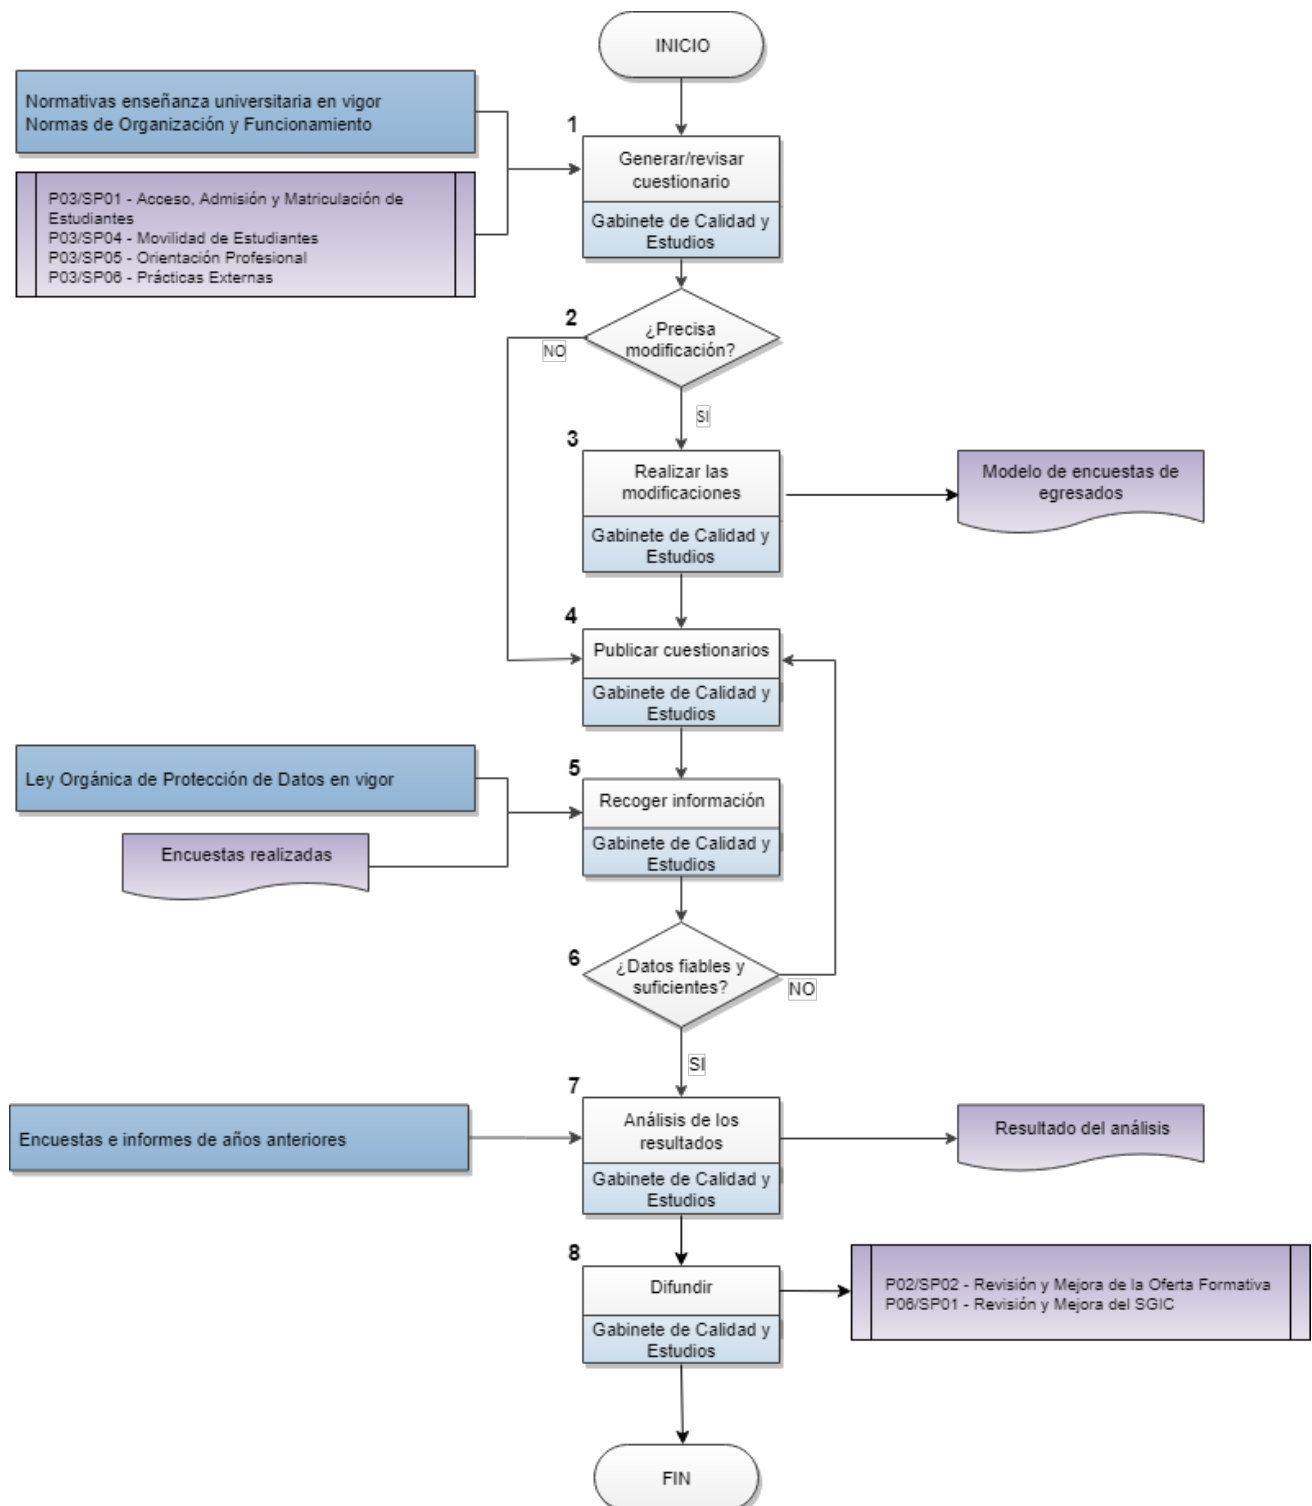 INICIO
Normativas enseñanza universitaria en vigor
Normas de Organización y Funcionamiento
1
Generar/revisar
cuestionario
Gabinete de Calidad y
Estudios
P03/SP01 - Acceso, Admisión y Matriculación de
Estudiantes
P03/SP04 - Movilidad de Estudiantes
P03/SP05 - Orientación Profesional
P03/SP06 - Prácticas Externas
2
¿Precisa
modificación?
NO
SI
3
Realizar las
modificaciones
Gabinete de Calidad y
Estudios
Modelo de encuestas de
egresados
4
Publicar cuestionarios
Gabinete de Calidad y
Estudios
Ley Orgánica de Protección de Datos en vigor
5
Recoger información
Gabinete de Calidad y
Estudios
Encuestas realizadas
6
¿Datos fiables y
suficientes?
NO
SI
7
Análisis de los
resultados
Gabinete de Calidad y
Estudios
Encuestas e informes de años anteriores
Resultado del análisis
8
Difundir
Gabinete de Calidad y
Estudios
P02/SP02 - Revisión y Mejora de la Oferta Formativa
P06/SP01 - Revisión y Mejora del SGIC
FIN